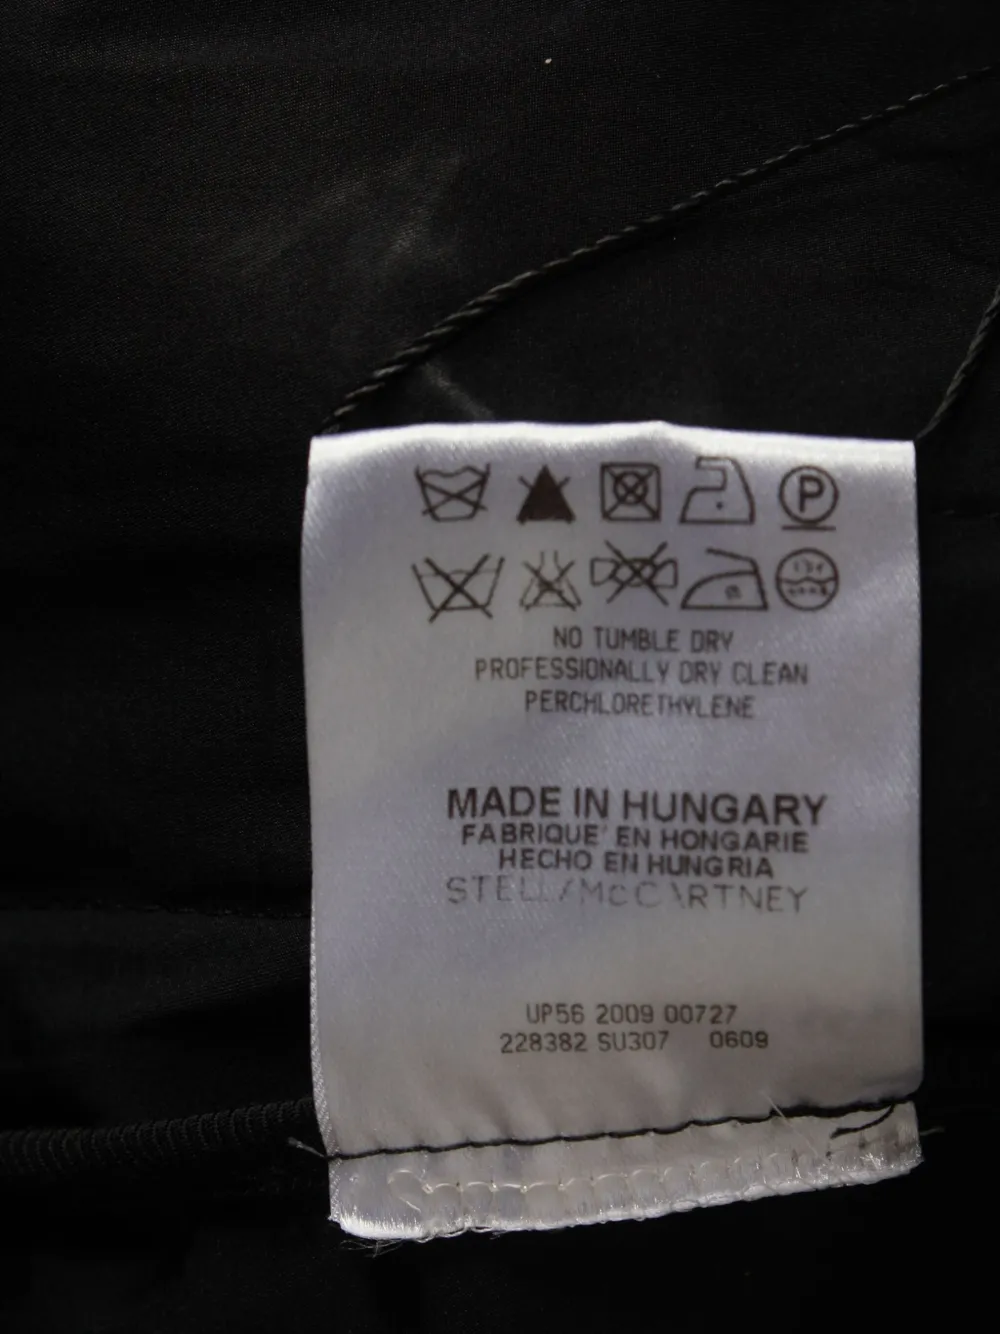 P
NO TUMBLE DRY
PROFESSIONALLY DRY CLEAN
PERCHLORETHYLENE
MADE IN HUNGARY
FABRIQUE' EN HONGARIE
HECHO EN HUNGRIA
STELLA McCARTNEY
UP56 2009 00727
228382 SU307 0609